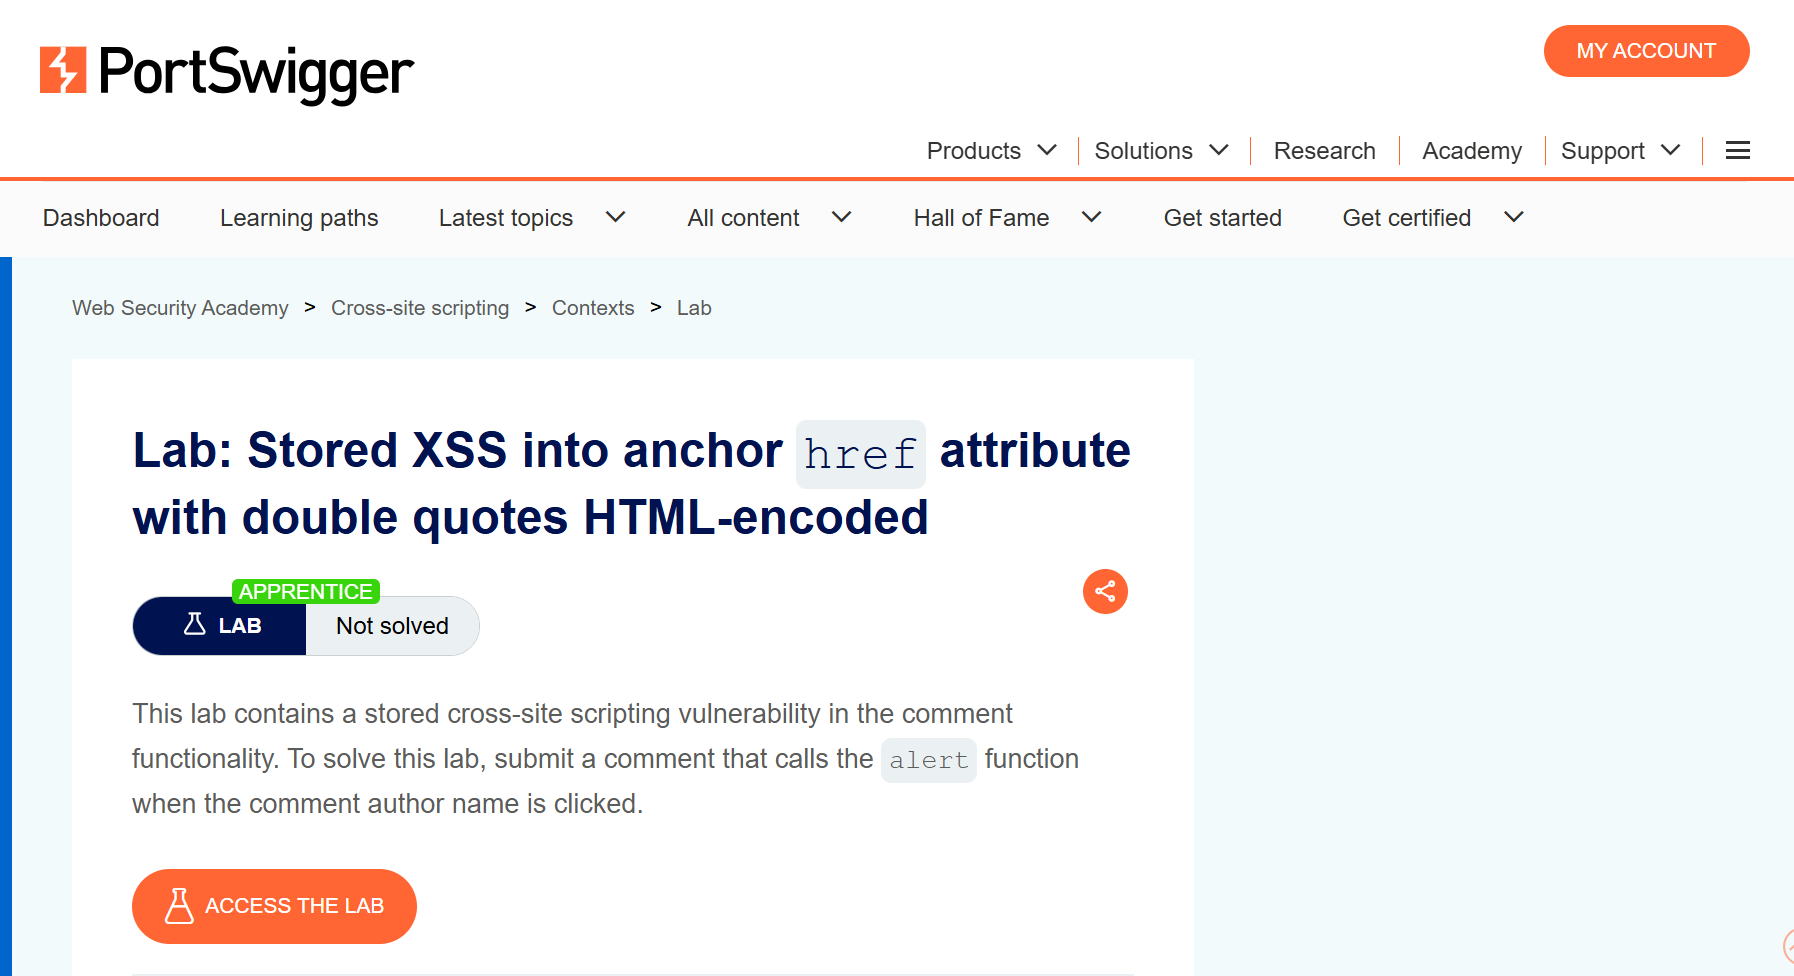 PortSwigger
MY ACCOUNT
Products
Solutions
Research
Academy
Support
Dashboard
Learning paths
Latest topics
All content
Hall of Fame
Get started
Get certified
Web Security Academy > Cross-site scripting > Contexts > Lab
Lab: Stored XSS into anchor href attribute
with double quotes HTML-encoded
APPRENTICE
LAB
Not solved
This lab contains a stored cross-site scripting vulnerability in the comment
functionality. To solve this lab, submit a comment that calls the alert function
when the comment author name is clicked.
ACCESS THE LAB